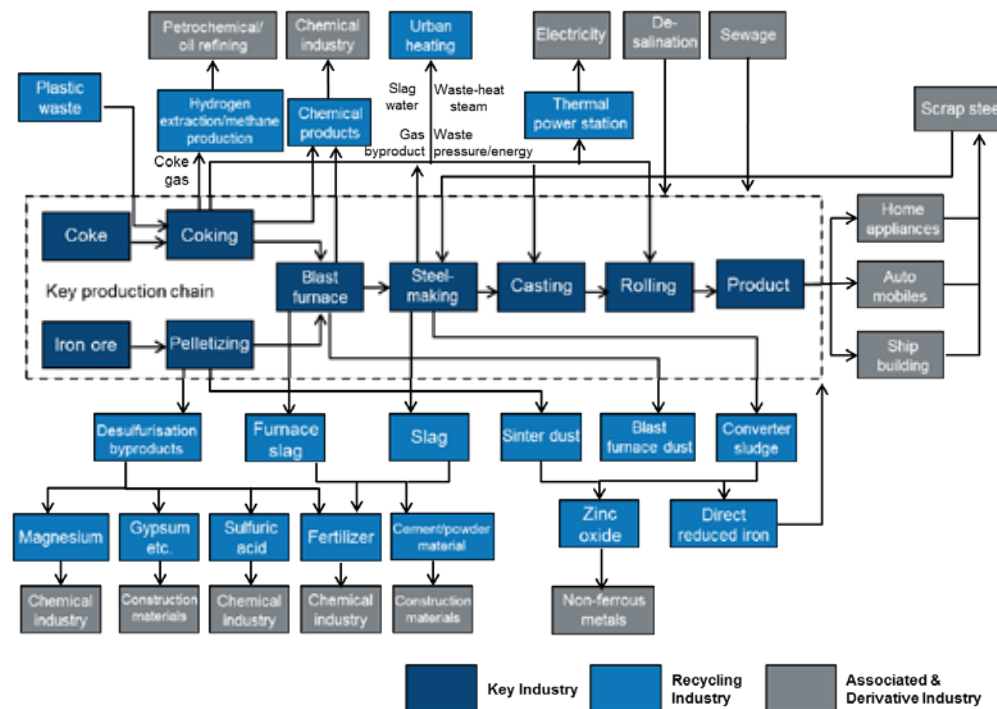 Petrochemical/
oil refining
Chemical
industry
Urban
heating
Electricity
De-
salination
Sewage
Plastic
waste
Hydrogen
extraction/methane
production
Chemical
products
Slag
water
Waste-heat
steam
Thermal
power station
Scrap steel
Gas
byproduct
Waste
pressure/energy
Coke
gas
Coke
Coking
Home
appliances
Key production chain
Blast
furnace
Steel-
making
Casting
Rolling
Product
Auto
mobiles
Iron ore
Pelletizing
Ship
building
Desulfurisation
byproducts
Furnace
slag
Slag
Sinter dust
Blast
furnace dust
Converter
sludge
Magnesium
Gypsum
etc.
Sulfuric
acid
Fertilizer
Cement/powder
material
Zinc
oxide
Direct
reduced iron
Chemical
industry
Construction
materials
Chemical
industry
Chemical
industry
Construction
materials
Non-ferrous
metals
Key Industry
Recycling
Industry
Associated &
Derivative Industry